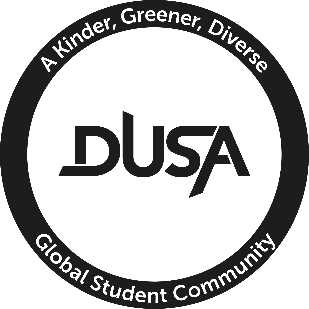 A Kinder, Greener, Diverse
DUSA
Global Student Community